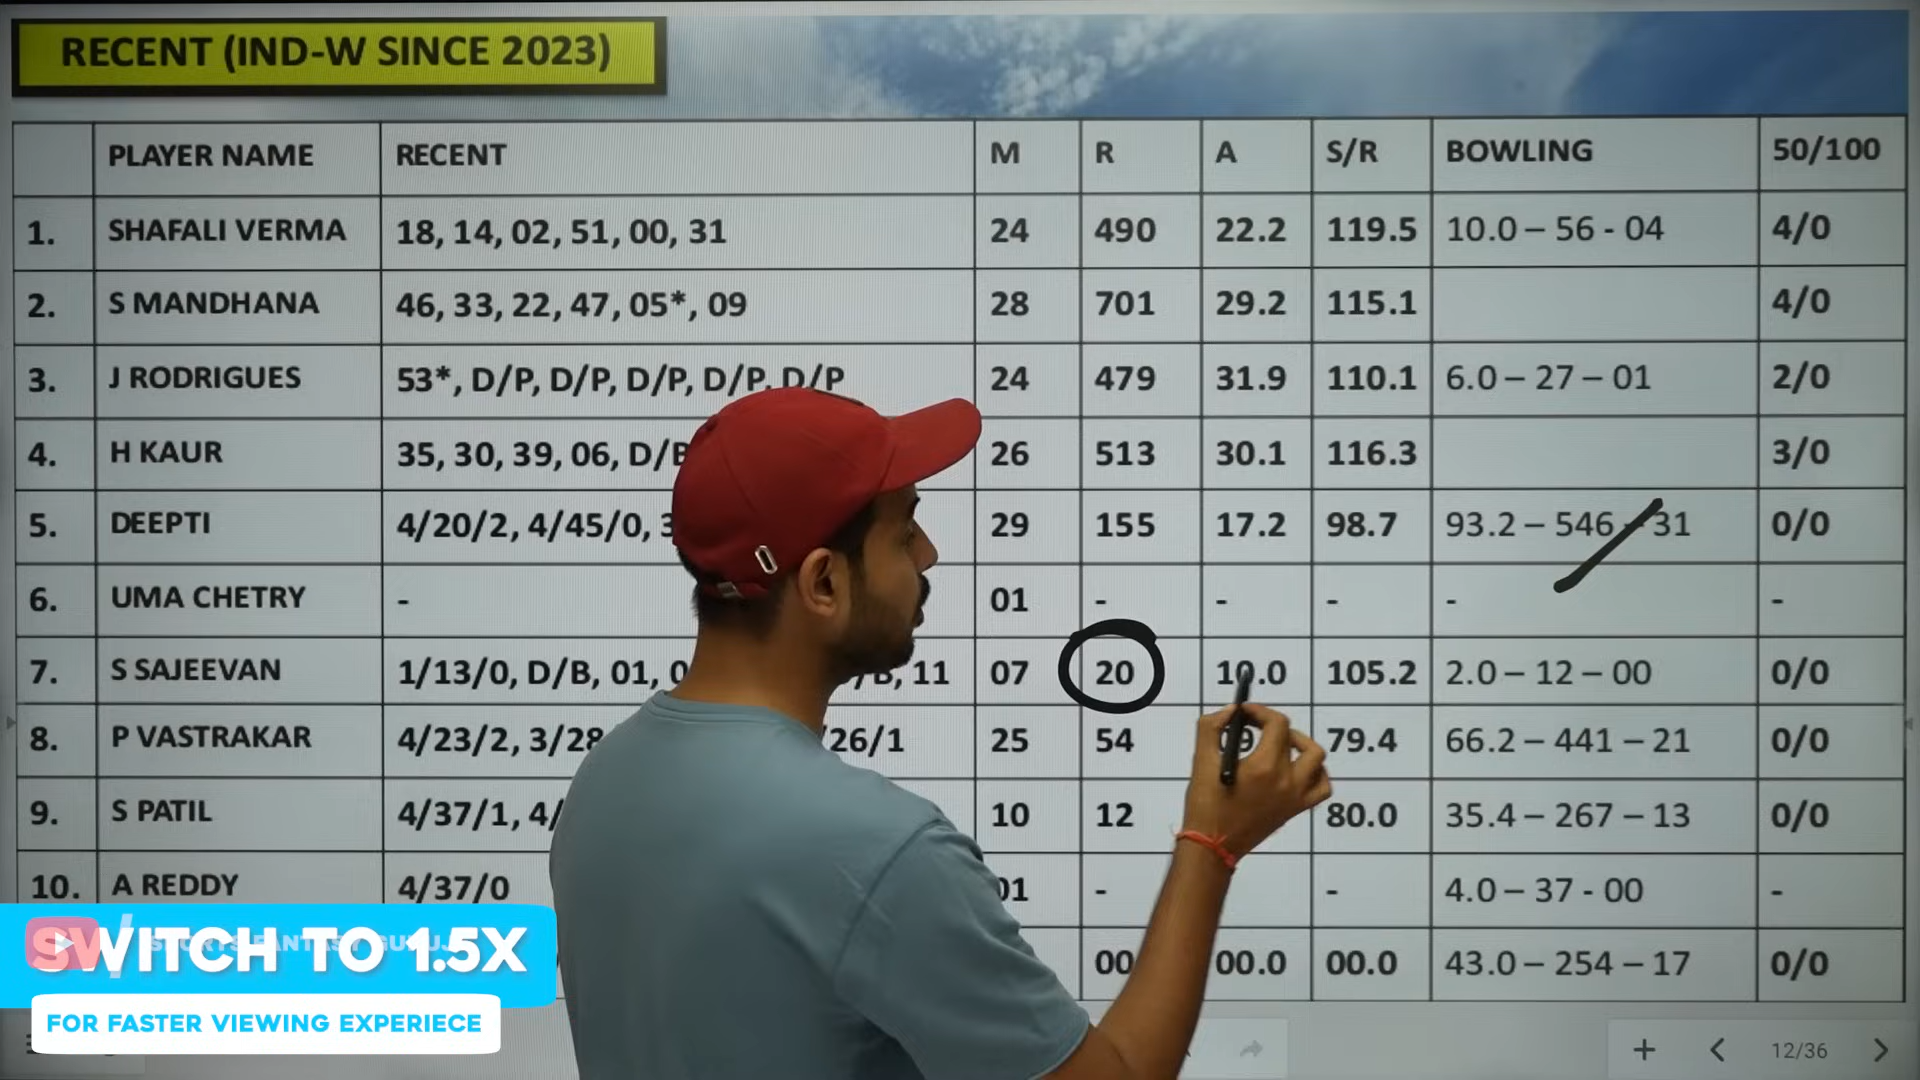 RECENT (IND-W SINCE 2023)
PLAYER NAME RECENT M R A S/R BOWLING 50/100
1. SHAFALI VERMA 18, 14, 02, 51, 00, 31 24 490 22.2 119.5 10.0 – 56 - 04 4/0
2. S MANDHANA 46, 33, 22, 47, 05*, 09 28 701 29.2 115.1 4/0
3. J RODRIGUES 53*, D/P, D/P, D/P, D/P, D/P 24 479 31.9 110.1 6.0 – 27 – 01 2/0
4. H KAUR 35, 30, 39, 06, D/B 26 513 30.1 116.3 3/0
5. DEEPTI 4/20/2, 4/45/0, 29 155 17.2 98.7 93.2 – 546 – 31 0/0
6. UMA CHETRY - 01 - - - - -
7. S SAJEEVAN 1/13/0, D/B, 01, /B, 11 07 20 10.0 105.2 2.0 – 12 – 00 0/0
8. P VASTRAKAR 4/23/2, 3/28 /26/1 25 54 09 79.4 66.2 – 441 – 21 0/0
9. S PATIL 4/37/1, 4/ 10 12 80.0 35.4 – 267 – 13 0/0
10. A REDDY 4/37/0 01 - - 4.0 – 37 - 00 -
00 00.0 00.0 43.0 – 254 – 17 0/0
SWITCH TO 1.5X
FOR FASTER VIEWING EXPERIECE
12/36